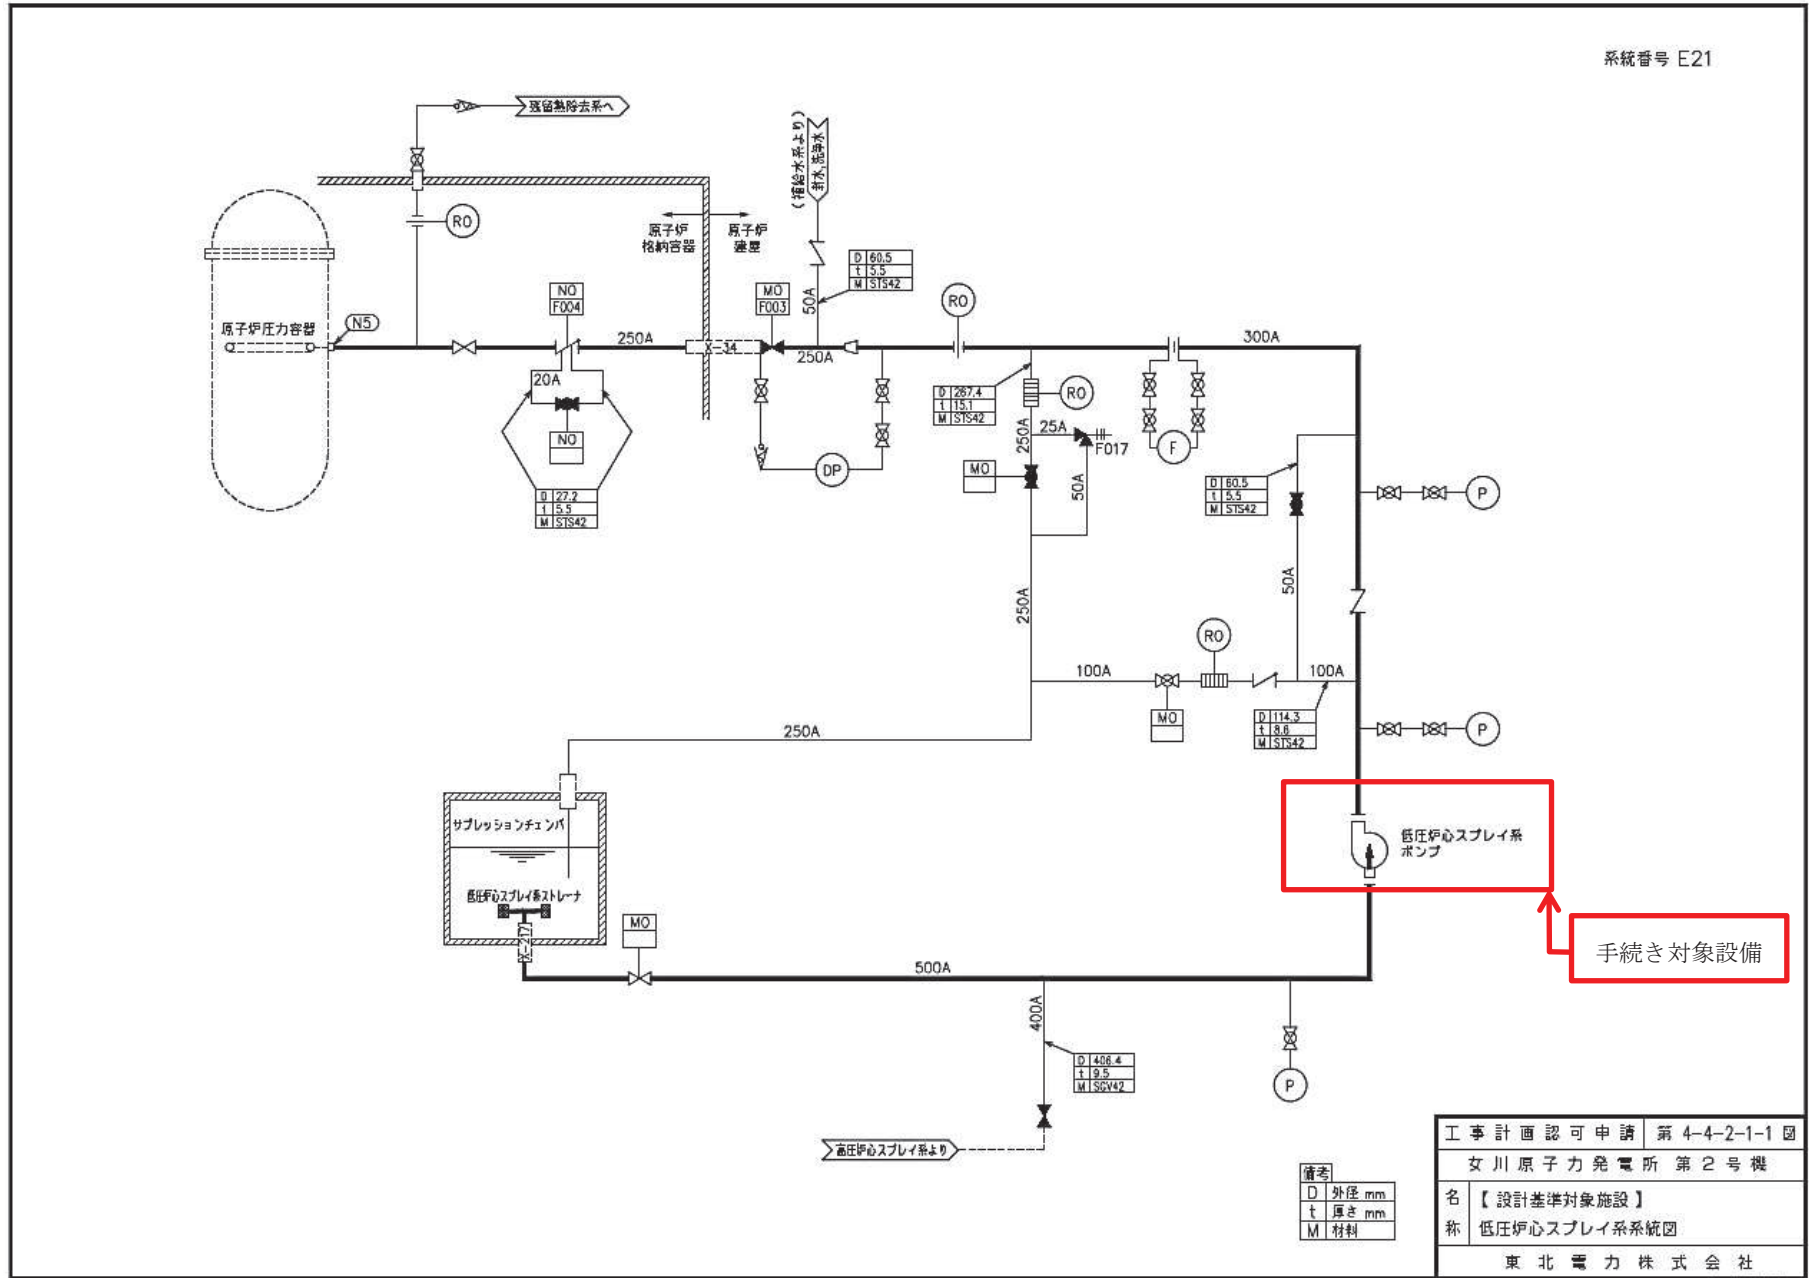 系統番号 E21
残留熱除去系へ
(補給水系より)
封水,洗浄水
RO
原子炉
格納容器
原子炉
建屋
D 60.5
t 5.5
M STS42
50A
NO
F004
MO
F003
RO
原子炉圧力容器
N5
250A
X-34
250A
300A
20A
NO
D 27.2
t 5.5
M STS42
DP
D 267.4
t 15.1
M STS42
RO
250A
25A
F017
MO
50A
F
D 60.5
t 5.5
M STS42
P
250A
50A
RO
100A
100A
MO
D 114.3
t 8.6
M STS42
P
250A
サプレッションチェンバ
低圧炉心スプレイ系ストレーナ
X-217
MO
低圧炉心スプレイ系
ポンプ
手続き対象設備
500A
400A
D 406.4
t 9.5
M SGV42
P
高圧炉心スプレイ系より
備考
D 外径 mm
t 厚さ mm
M 材料
工事計画認可申請 第 4-4-2-1-1 図
女川原子力発電所 第2号機
名称
【設計基準対象施設】
低圧炉心スプレイ系系統図
東北電力株式会社